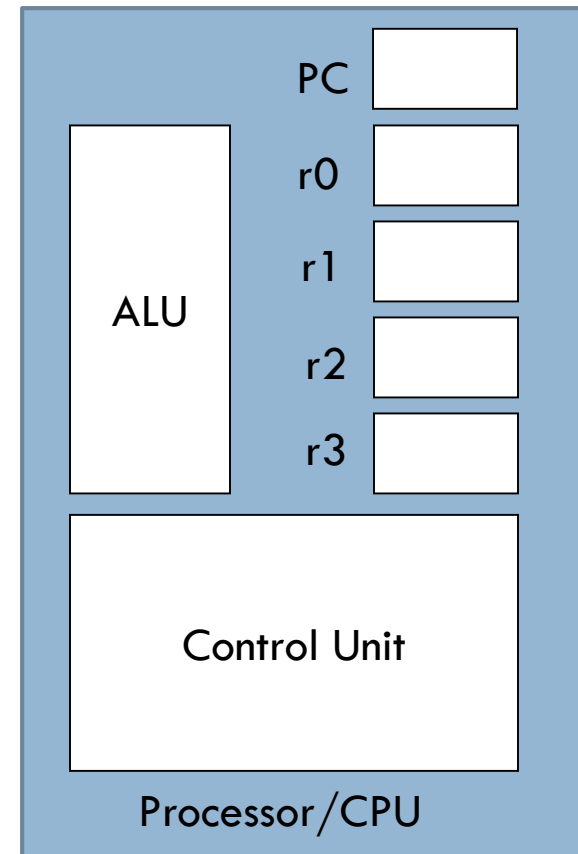 PC
r0
r1
ALU
r2
r3
Control Unit
Processor/CPU